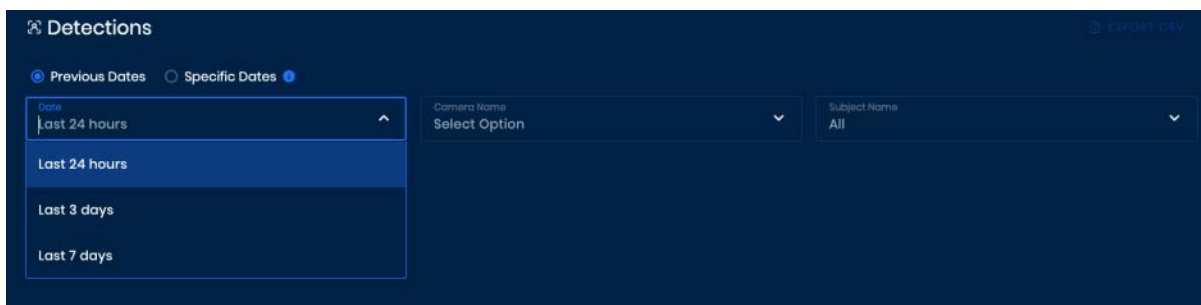 Detections
EXPORT CSV
Previous Dates Specific Dates i
Date Camera Name Subject Name
Last 24 hours Select Option All
Last 24 hours
Last 3 days
Last 7 days